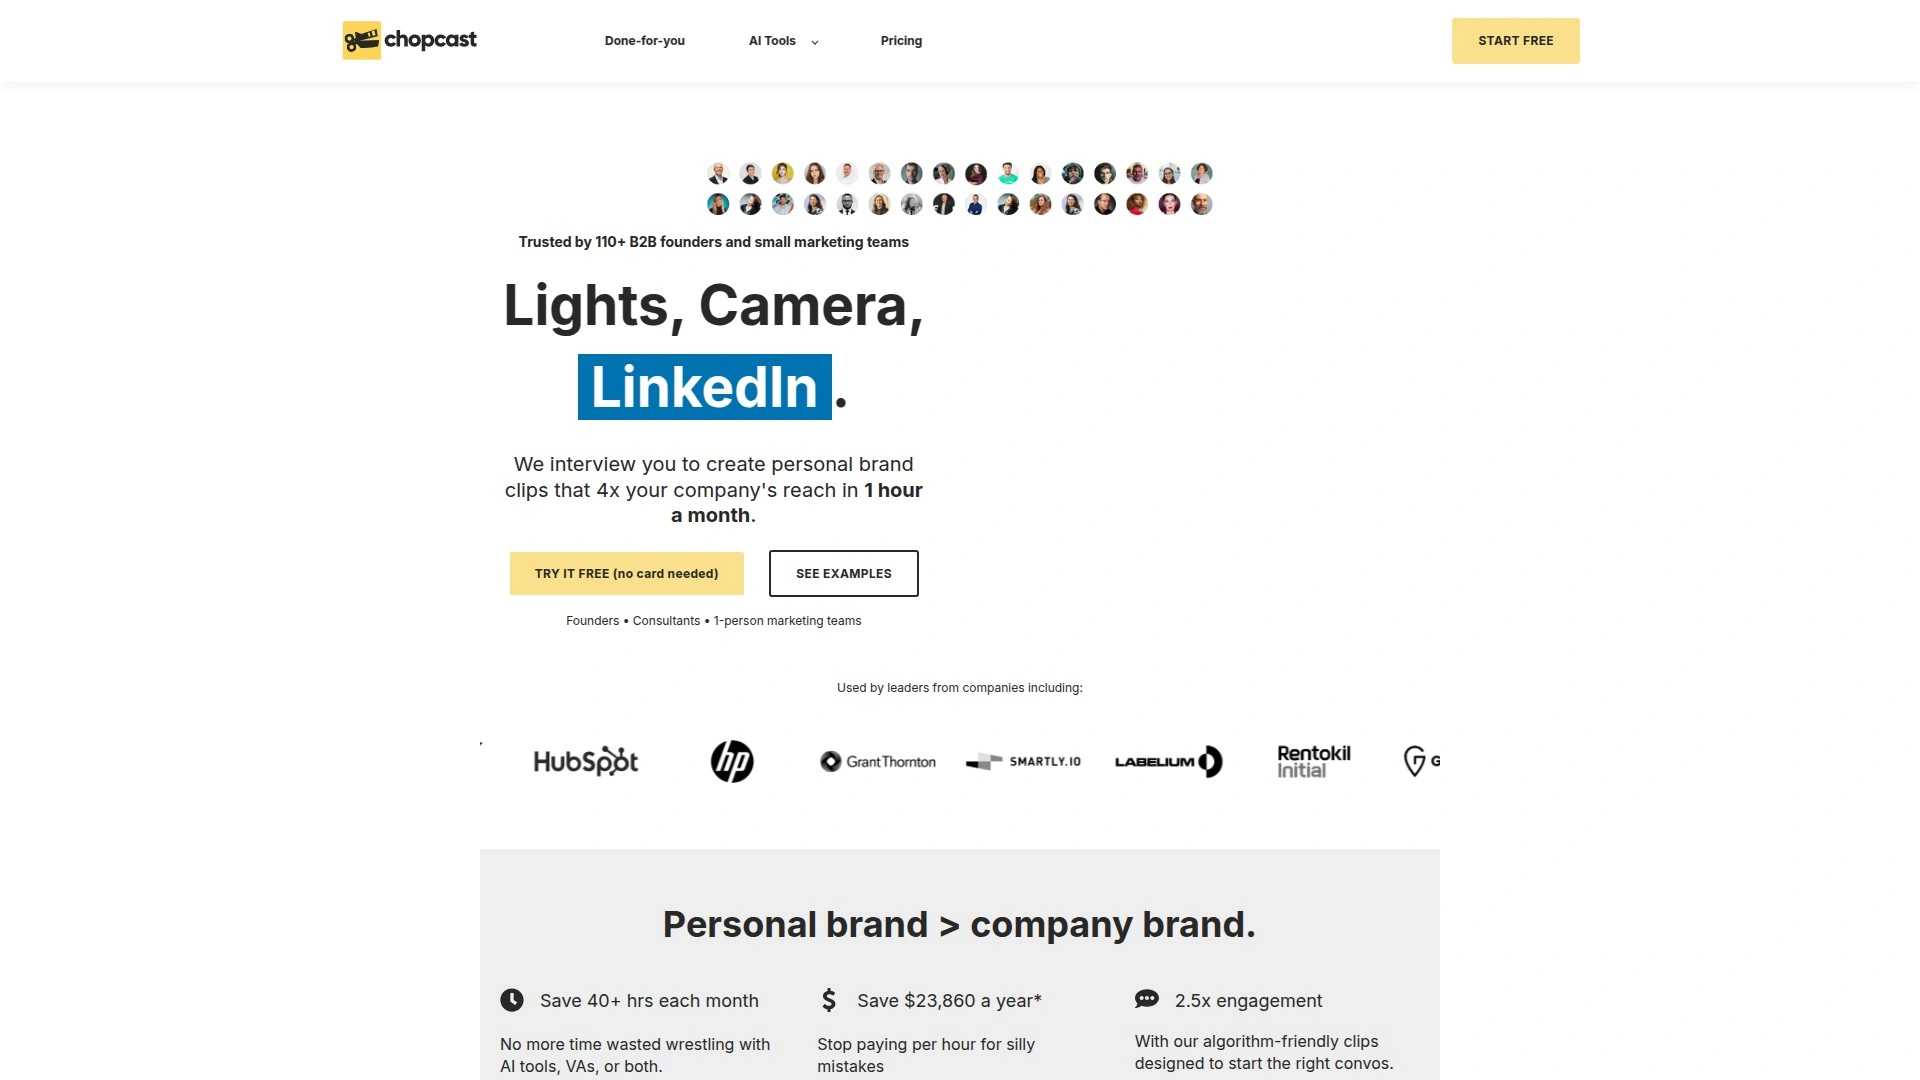 chopcast
Done-for-you
AI Tools
Pricing
START FREE
Trusted by 110+ B2B founders and small marketing teams
Lights, Camera,
LinkedIn .
We interview you to create personal brand
clips that 4x your company's reach in 1 hour
a month.
TRY IT FREE (no card needed)
SEE EXAMPLES
Founders • Consultants • 1-person marketing teams
Used by leaders from companies including:
HubSpot
hp
Grant Thornton
SMARTLY.IO
LABELIUM
Rentokil
Initial
G
Personal brand > company brand.
Save 40+ hrs each month
No more time wasted wrestling with
AI tools, VAs, or both.
Save $23,860 a year*
Stop paying per hour for silly
mistakes
2.5x engagement
With our algorithm-friendly clips
designed to start the right convos.